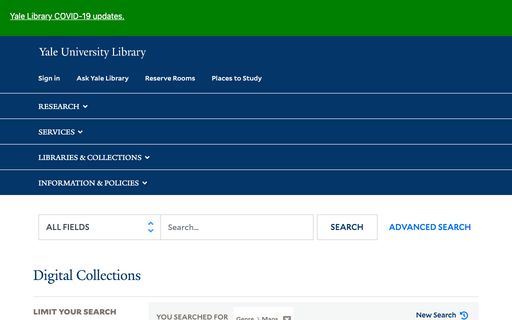 Yale Library COVID-19 updates.
Yale University Library
Sign in Ask Yale Library Reserve Rooms Places to Study
RESEARCH
SERVICES
LIBRARIES & COLLECTIONS
INFORMATION & POLICIES
ALL FIELDS Search... SEARCH ADVANCED SEARCH
Digital Collections
LIMIT YOUR SEARCH
YOU SEARCHED FOR Genre Maps New Search